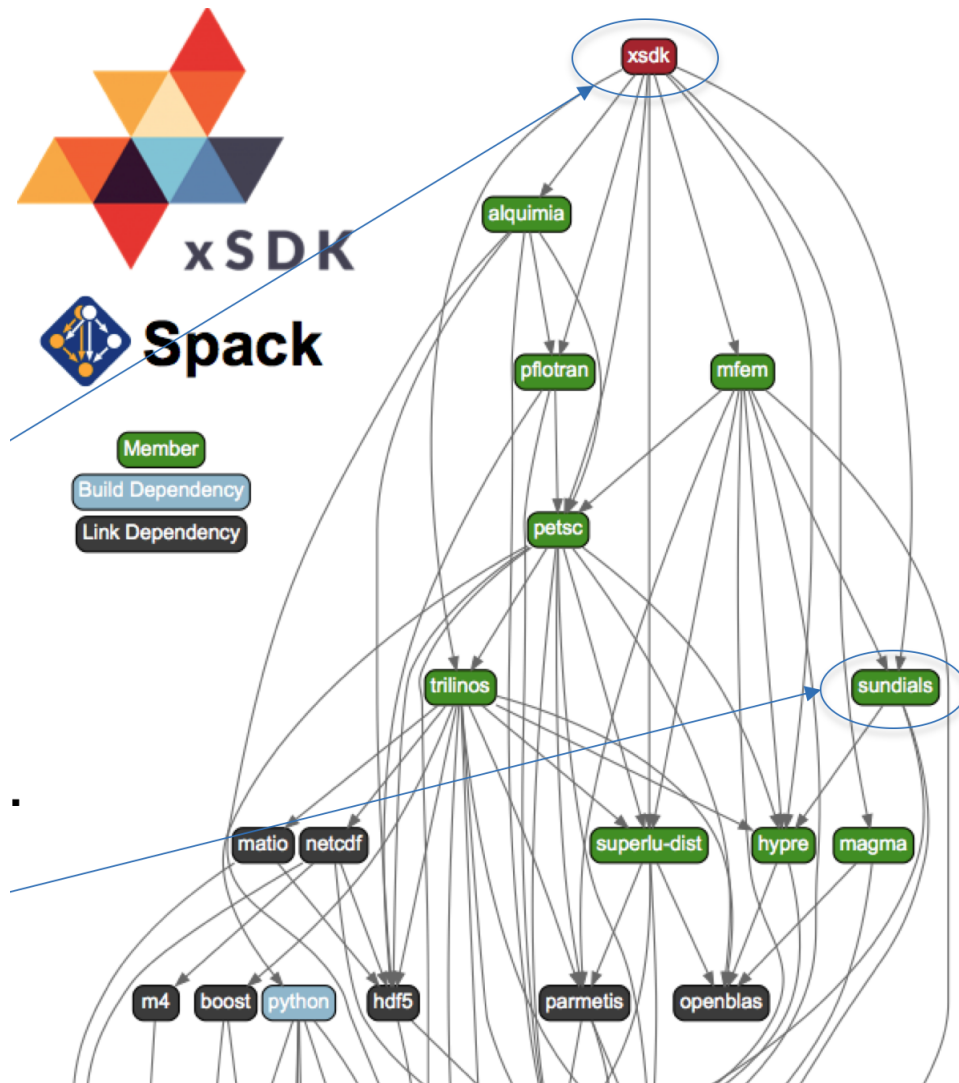 xsdk
alquimia
xSDK
Spack
pflotran
mfem
Member
Build Dependency
Link Dependency
petsc
trilinos
sundials
.
matio
netcdf
superlu-dist
hypre
magma
m4
boost
python
hdf5
parmetis
openblas